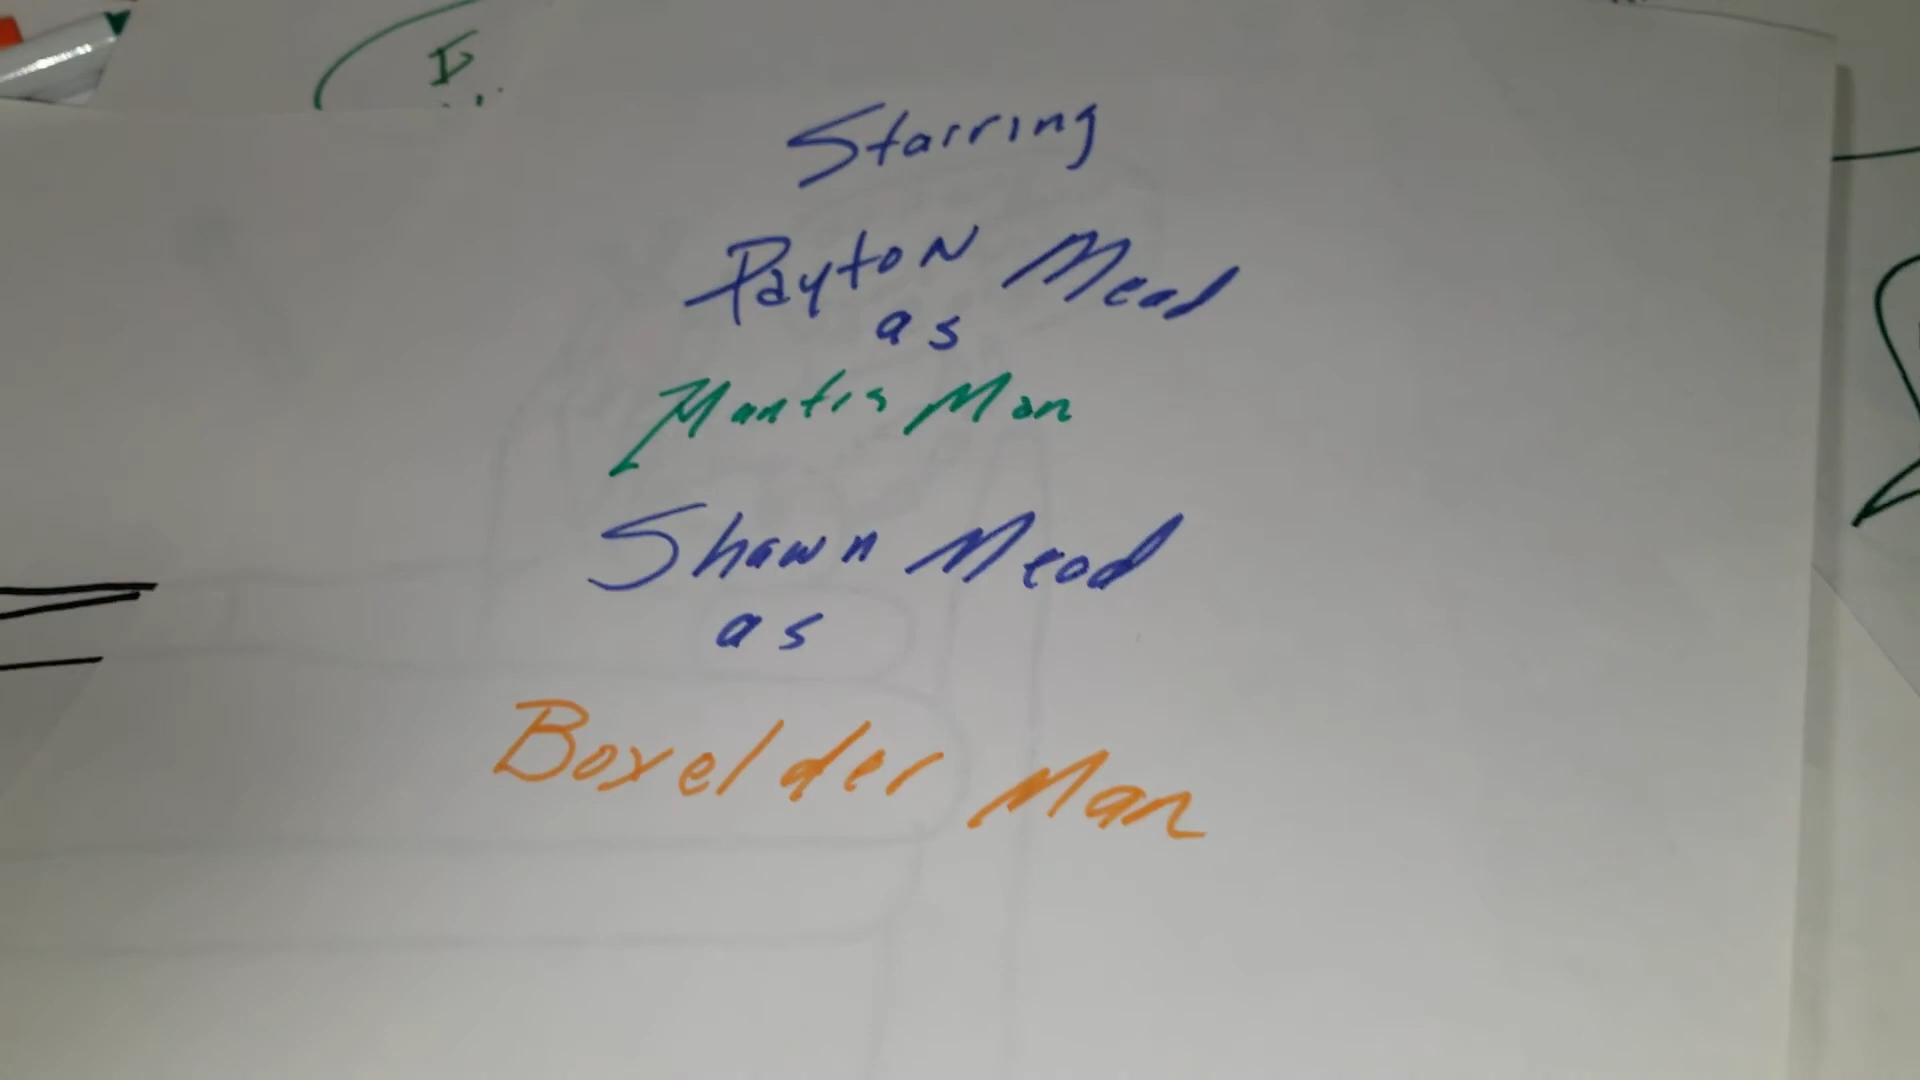 Starring
Payton Mead
as
Mantis Man
Shawn Mead
as
Boxelder Man